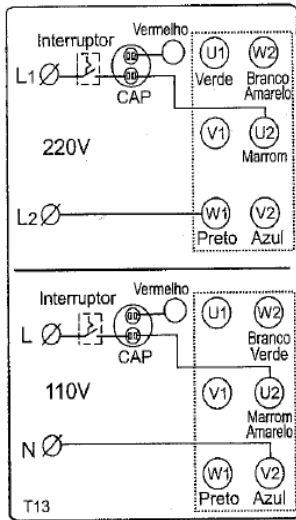 Interruptor
Vermelho
U1 W2
Verde Branco
Amarelo
L1
CAP
V1 U2
Marrom
220V
L2
W1 V2
Preto Azul
Interruptor
Vermelho
U1 W2
Branco
Verde
L
CAP
110V
V1 U2
Marrom
Amarelo
N
W1 V2
Preto Azul
T13